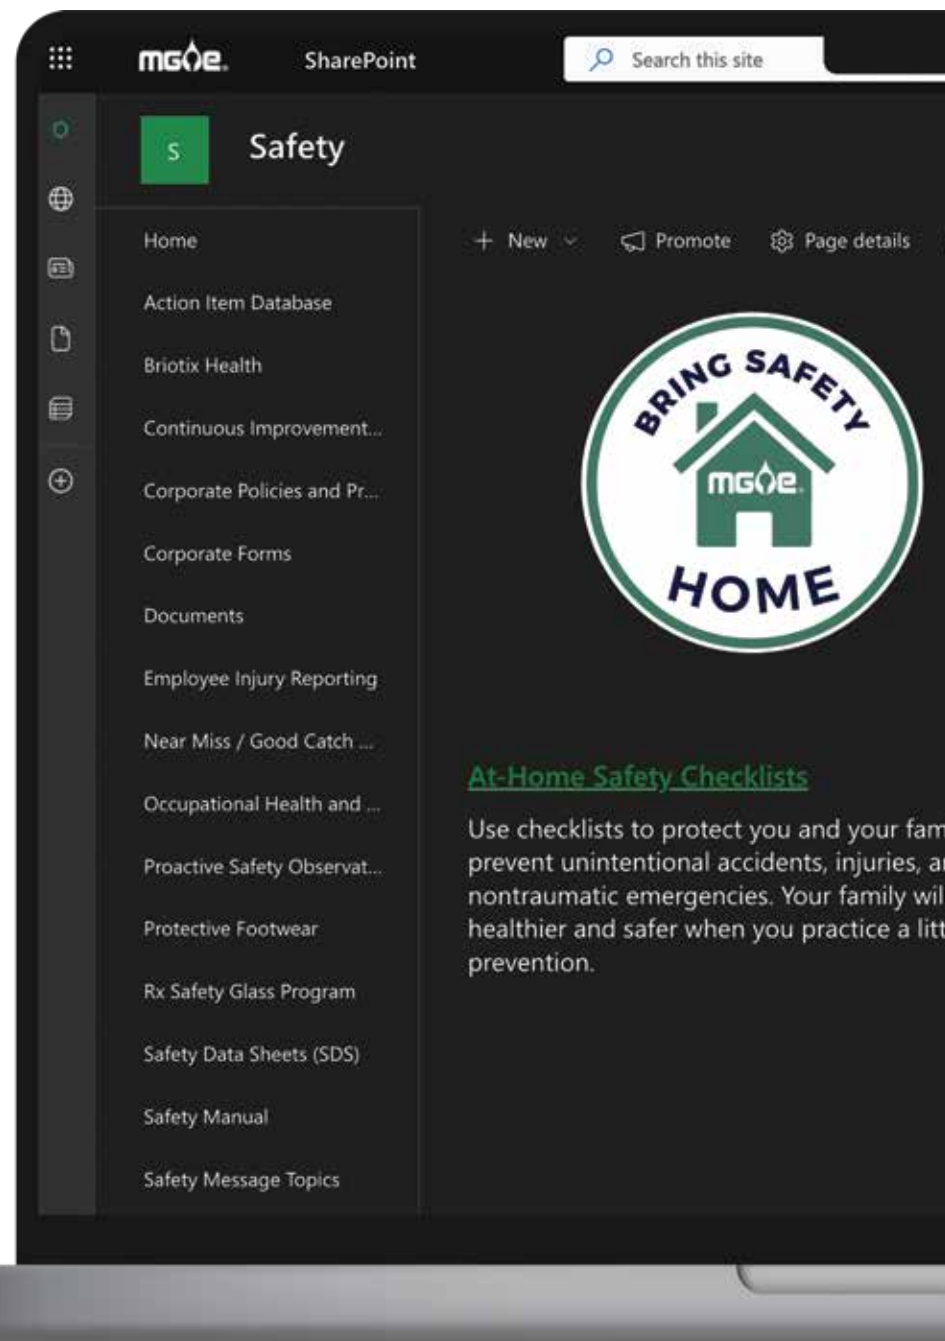 mge.
SharePoint
Search this site
S
Safety
Home
Action Item Database
Briotix Health
Continuous Improvement...
Corporate Policies and Pr...
Corporate Forms
Documents
Employee Injury Reporting
Near Miss / Good Catch ...
Occupational Health and ...
Proactive Safety Observat...
Protective Footwear
Rx Safety Glass Program
Safety Data Sheets (SDS)
Safety Manual
Safety Message Topics
+ New
Promote
Page details
BRING SAFETY
mge.
HOME
At-Home Safety Checklists
Use checklists to protect you and your fam
prevent unintentional accidents, injuries, a
nontraumatic emergencies. Your family wil
healthier and safer when you practice a litt
prevention.